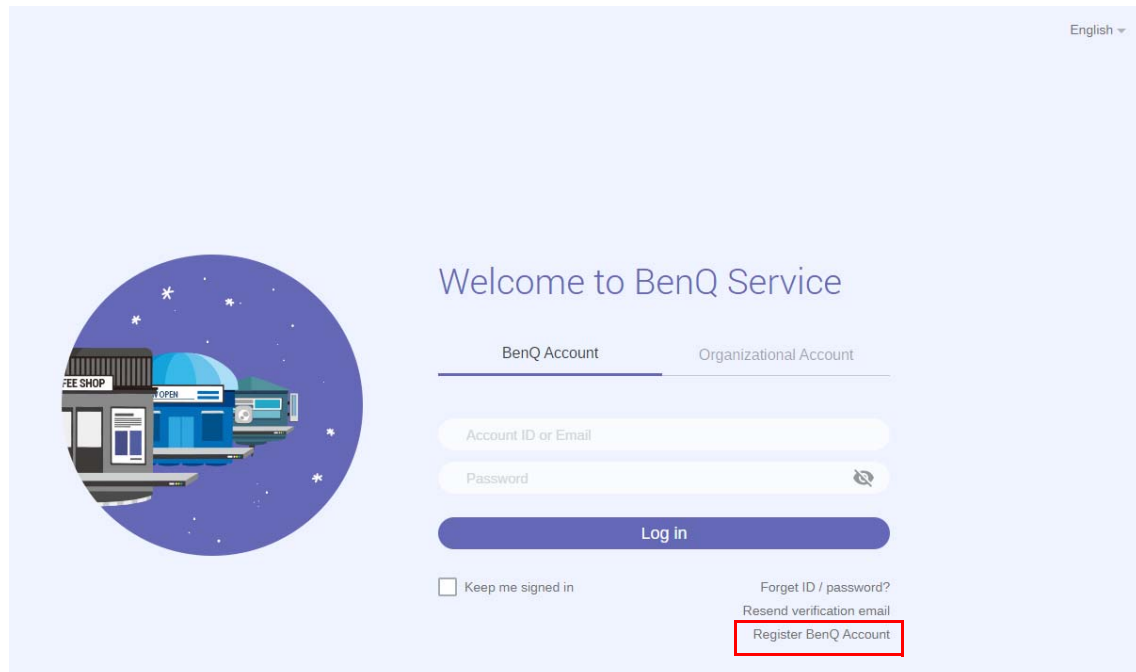 English
Welcome to BenQ Service
BenQ Account
Organizational Account
FEE SHOP
OPEN
Account ID or Email
Password
Log in
Keep me signed in
Forget ID / password?
Resend verification email
Register BenQ Account